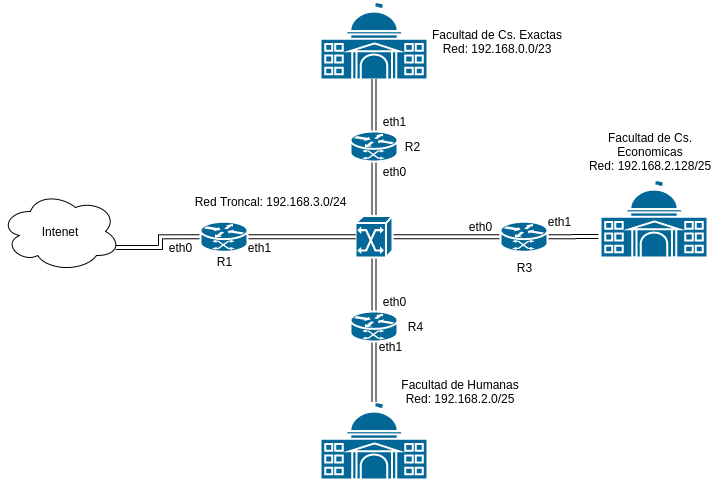 Facultad de Cs. Exactas
Red: 192.168.0.0/23
eth1
R2
eth0
Facultad de Cs.
Economicas
Red: 192.168.2.128/25
Red Troncal: 192.168.3.0/24
Intenet
eth0
R1
eth1
eth0
R3
eth1
eth0
R4
eth1
Facultad de Humanas
Red: 192.168.2.0/25